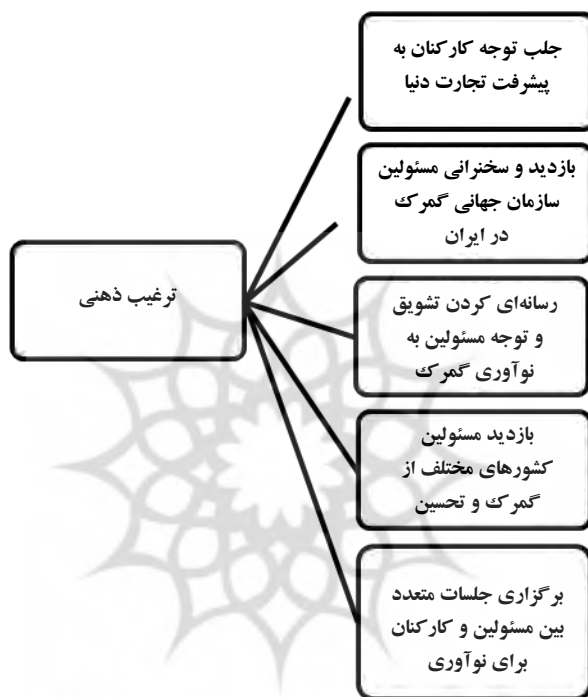 جلب توجه کارکنان به
پیشرفت تجارت دنیا
بازدید و سخنرانی مسئولین
سازمان جهانی گمرک
در ایران
ترغیب ذهنی
رسانه‌ای کردن تشویق
و توجه مسئولین به
نوآوری گمرک
بازدید مسئولین
کشورهای مختلف از
گمرک و تحسین
برگزاری جلسات متعدد
بین مسئولین و کارکنان
برای نوآوری